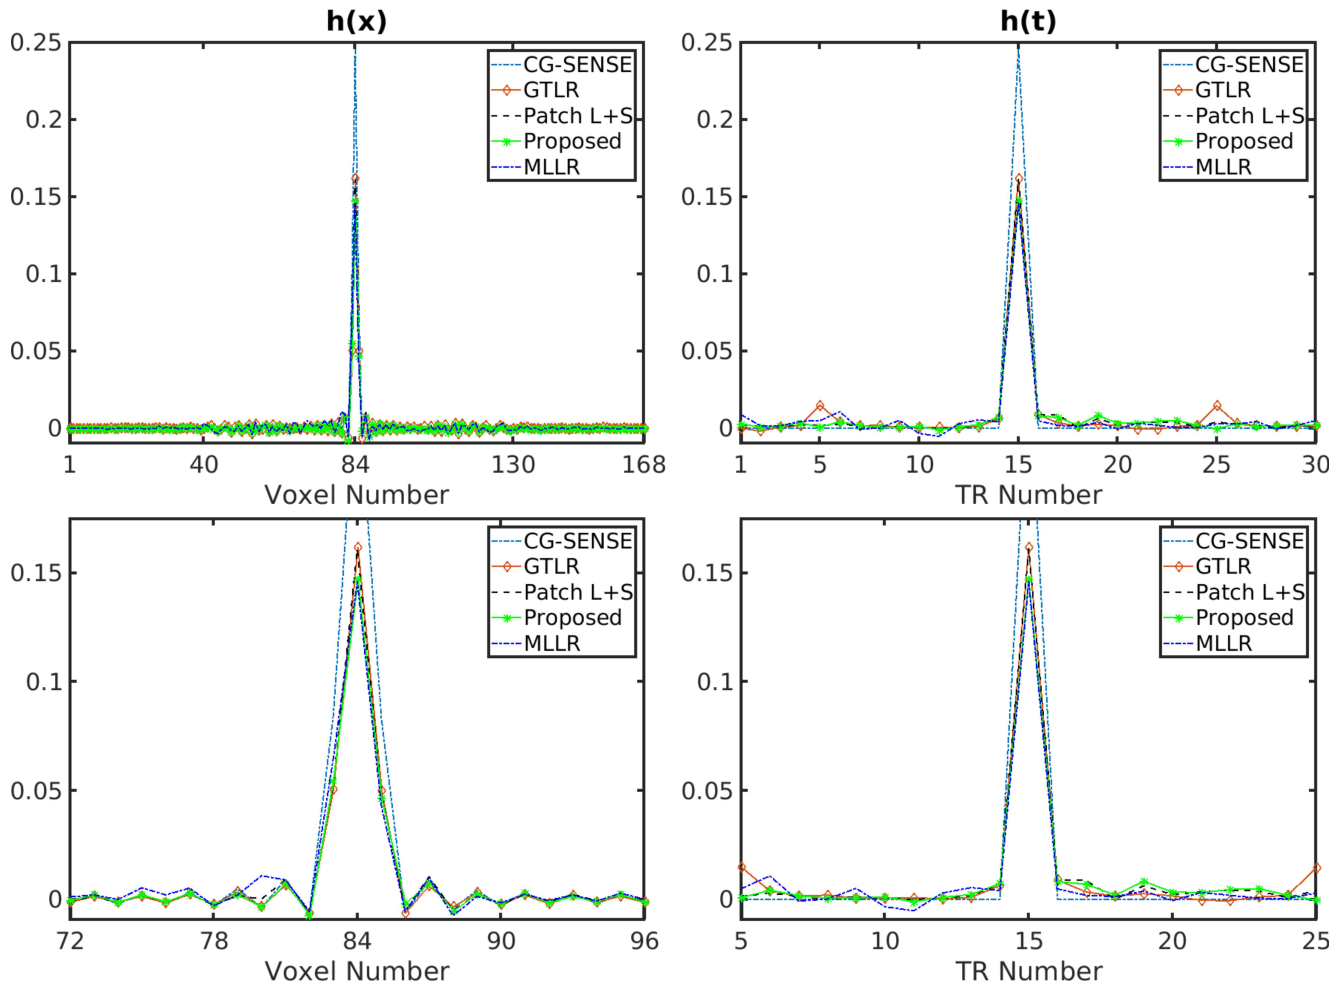 h(x)
0.25
0.2
0.15
0.1
0.05
0
CG-SENSE
GTLR
Patch L+S
Proposed
MLLR
1 40 84 130 168
Voxel Number
h(t)
0.25
0.2
0.15
0.1
0.05
0
CG-SENSE
GTLR
Patch L+S
Proposed
MLLR
1 5 10 15 20 25 30
TR Number
0.15
0.1
0.05
0
CG-SENSE
GTLR
Patch L+S
Proposed
MLLR
72 78 84 90 96
Voxel Number
0.15
0.1
0.05
0
CG-SENSE
GTLR
Patch L+S
Proposed
MLLR
5 10 15 20 25
TR Number